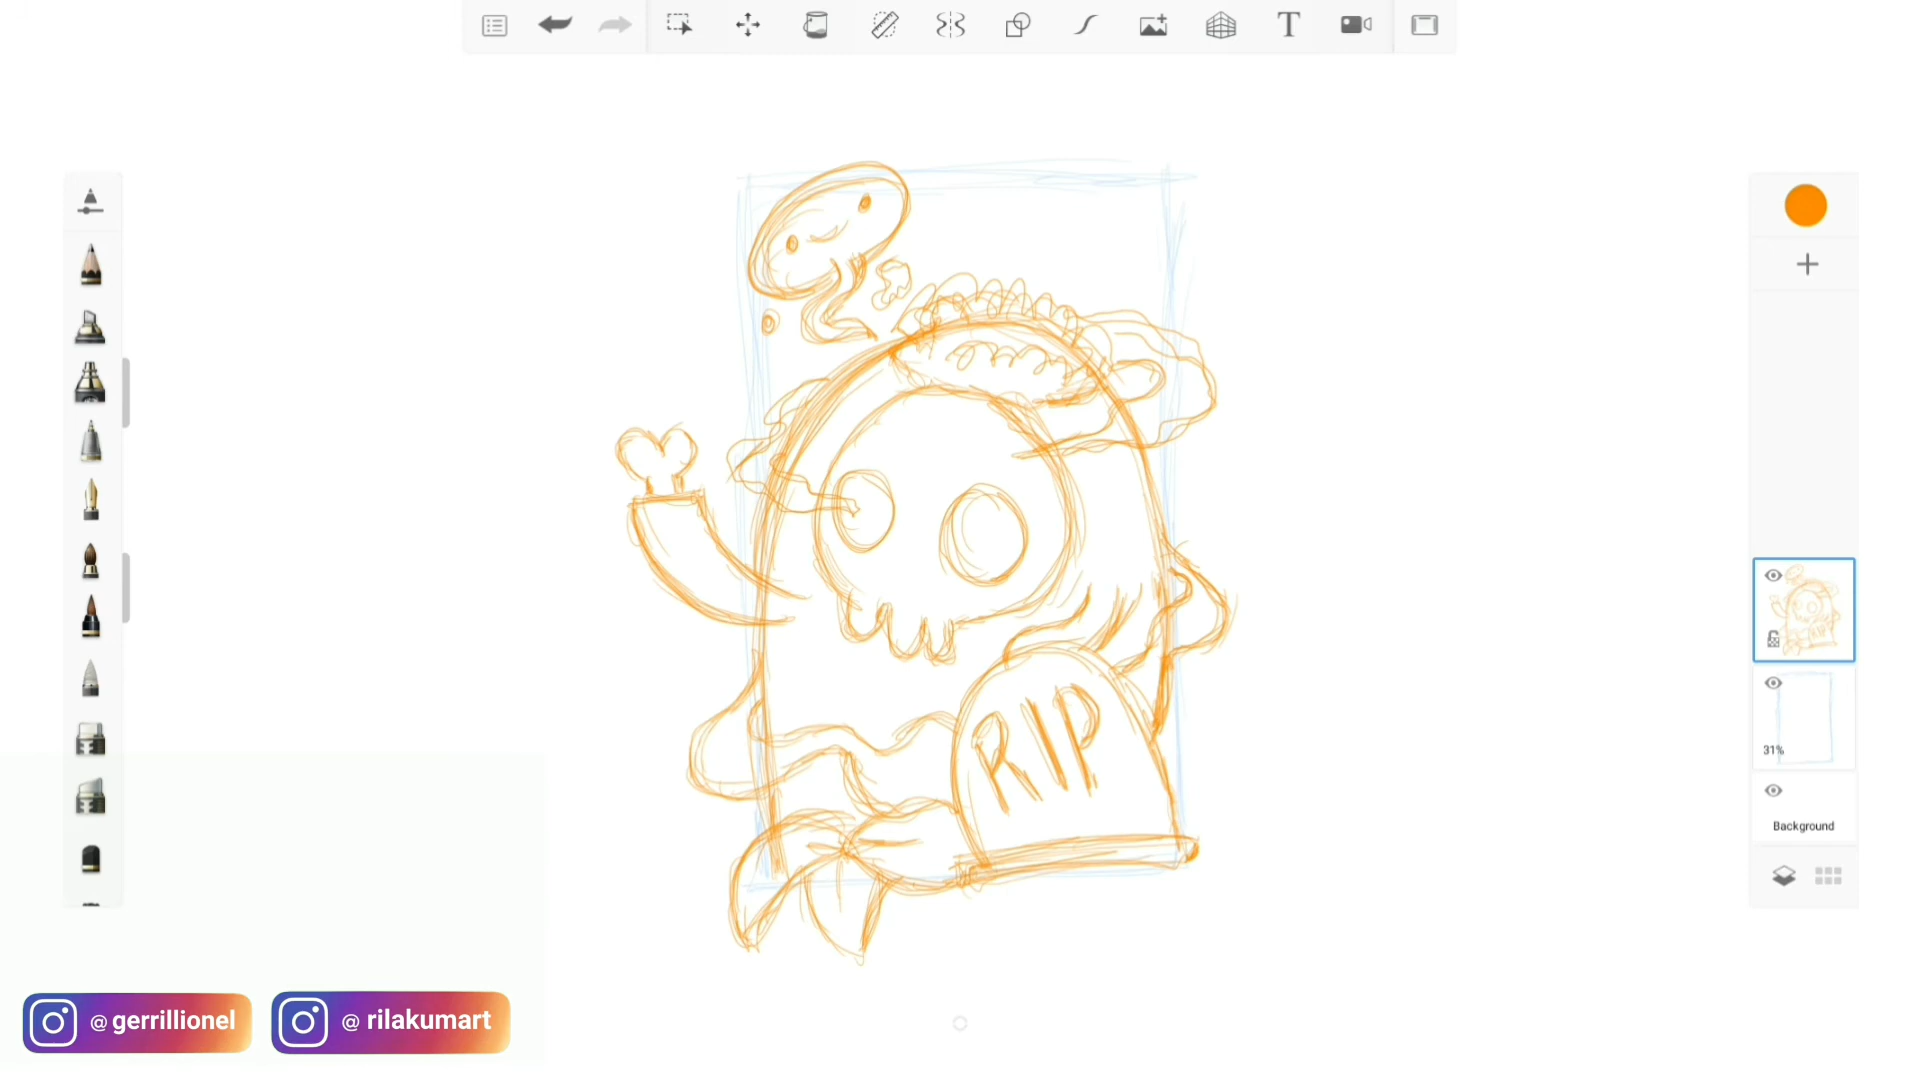 T
RIP
31%
Background
@ gerrillionel
@ rilakumart